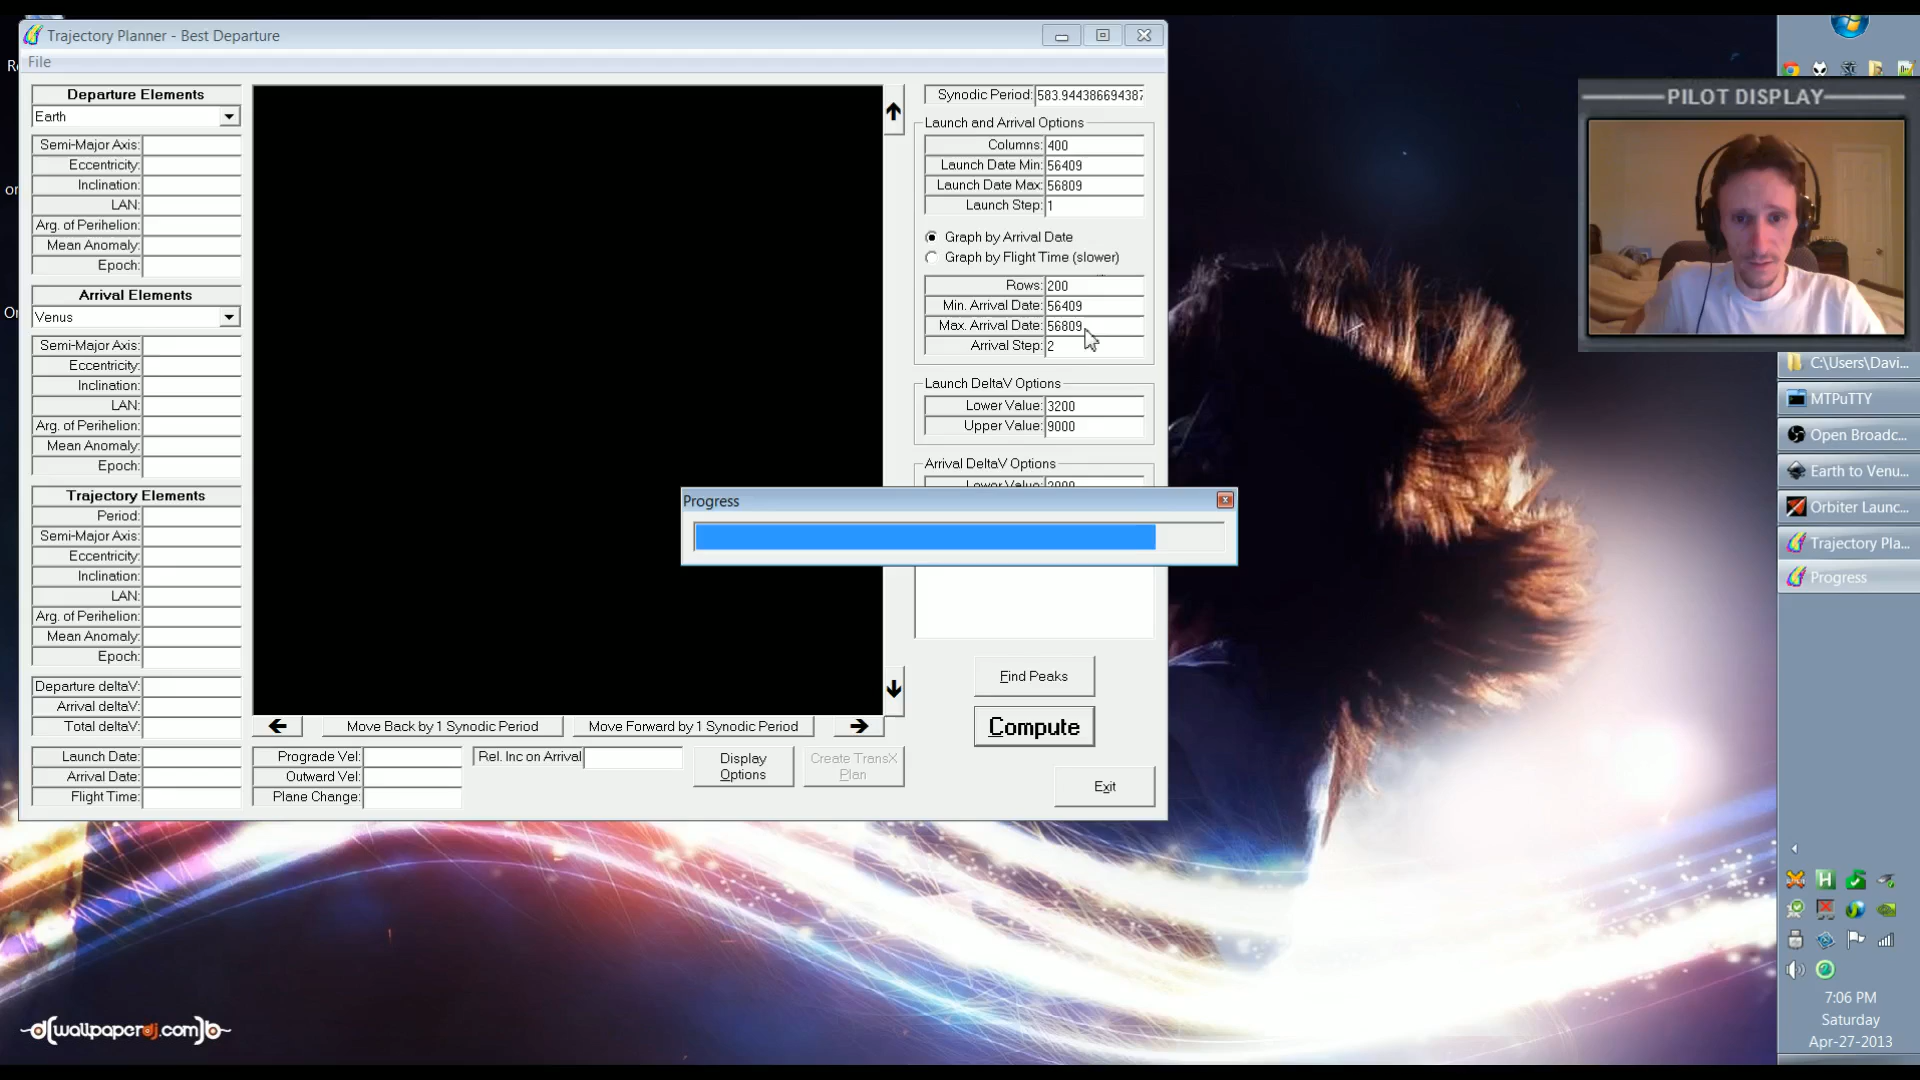 Trajectory Planner - Best Departure
File
Departure Elements
Earth
Semi-Major Axis:
Eccentricity:
Inclination:
LAN:
Arg. of Perihelion:
Mean Anomaly:
Epoch:
Arrival Elements
Venus
Semi-Major Axis:
Eccentricity:
Inclination:
LAN:
Arg. of Perihelion:
Mean Anomaly:
Epoch:
Trajectory Elements
Period:
Semi-Major Axis:
Eccentricity:
Inclination:
LAN:
Arg. of Perihelion:
Mean Anomaly:
Epoch:
Departure deltaV:
Arrival deltaV:
Total deltaV:
Launch Date:
Arrival Date:
Flight Time:
Move Back by 1 Synodic Period
Move Forward by 1 Synodic Period
Prograde Vel:
Outward Vel:
Plane Change:
Rel. Inc on Arrival
Display
Options
Create TransX
Plan
Synodic Period: 583.944386694387
Launch and Arrival Options
Columns: 400
Launch Date Min: 56409
Launch Date Max: 56809
Launch Step: 1
Graph by Arrival Date
Graph by Flight Time (slower)
Rows: 200
Min. Arrival Date: 56409
Max. Arrival Date: 56809
Arrival Step: 2
Launch DeltaV Options
Lower Value: 3200
Upper Value: 9000
Arrival DeltaV Options
Lower Value:
Progress
Find Peaks
Compute
Exit
PILOT DISPLAY
C:\Users\Davi...
MTPuTTY
Open Broadc...
Earth to Venu...
Orbiter Launc...
Trajectory Pla...
Progress
7:06 PM
Saturday
Apr-27-2013
wallpaperdj.com